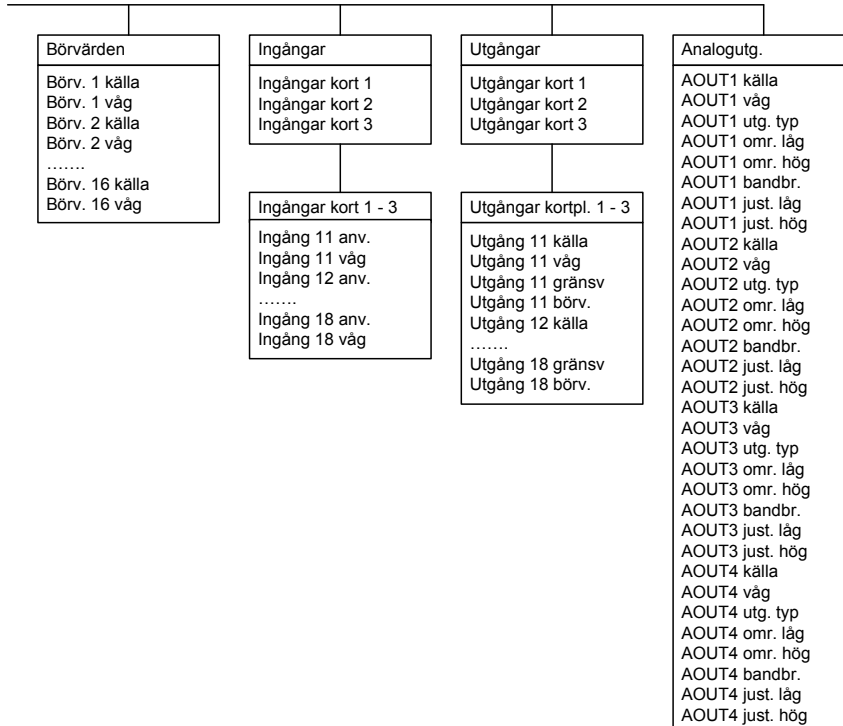 Börvärden
Börv. 1 källa
Börv. 1 våg
Börv. 2 källa
Börv. 2 våg
…….
Börv. 16 källa
Börv. 16 våg
Ingångar
Ingångar kort 1
Ingångar kort 2
Ingångar kort 3
Ingångar kort 1 - 3
Ingång 11 anv.
Ingång 11 våg
Ingång 12 anv.
…….
Ingång 18 anv.
Ingång 18 våg
Utgångar
Utgångar kort 1
Utgångar kort 2
Utgångar kort 3
Utgångar kortpl. 1 - 3
Utgång 11 källa
Utgång 11 våg
Utgång 11 gränsv
Utgång 11 börv.
Utgång 12 källa
…….
Utgång 18 gränsv
Utgång 18 börv.
Analogutg.
AOUT1 källa
AOUT1 våg
AOUT1 utg. typ
AOUT1 omr. låg
AOUT1 omr. hög
AOUT1 bandbr.
AOUT1 just. låg
AOUT1 just. hög
AOUT2 källa
AOUT2 våg
AOUT2 utg. typ
AOUT2 omr. låg
AOUT2 omr. hög
AOUT2 bandbr.
AOUT2 just. låg
AOUT2 just. hög
AOUT3 källa
AOUT3 våg
AOUT3 utg. typ
AOUT3 omr. låg
AOUT3 omr. hög
AOUT3 bandbr.
AOUT3 just. låg
AOUT3 just. hög
AOUT4 källa
AOUT4 våg
AOUT4 utg. typ
AOUT4 omr. låg
AOUT4 omr. hög
AOUT4 bandbr.
AOUT4 just. låg
AOUT4 just. hög